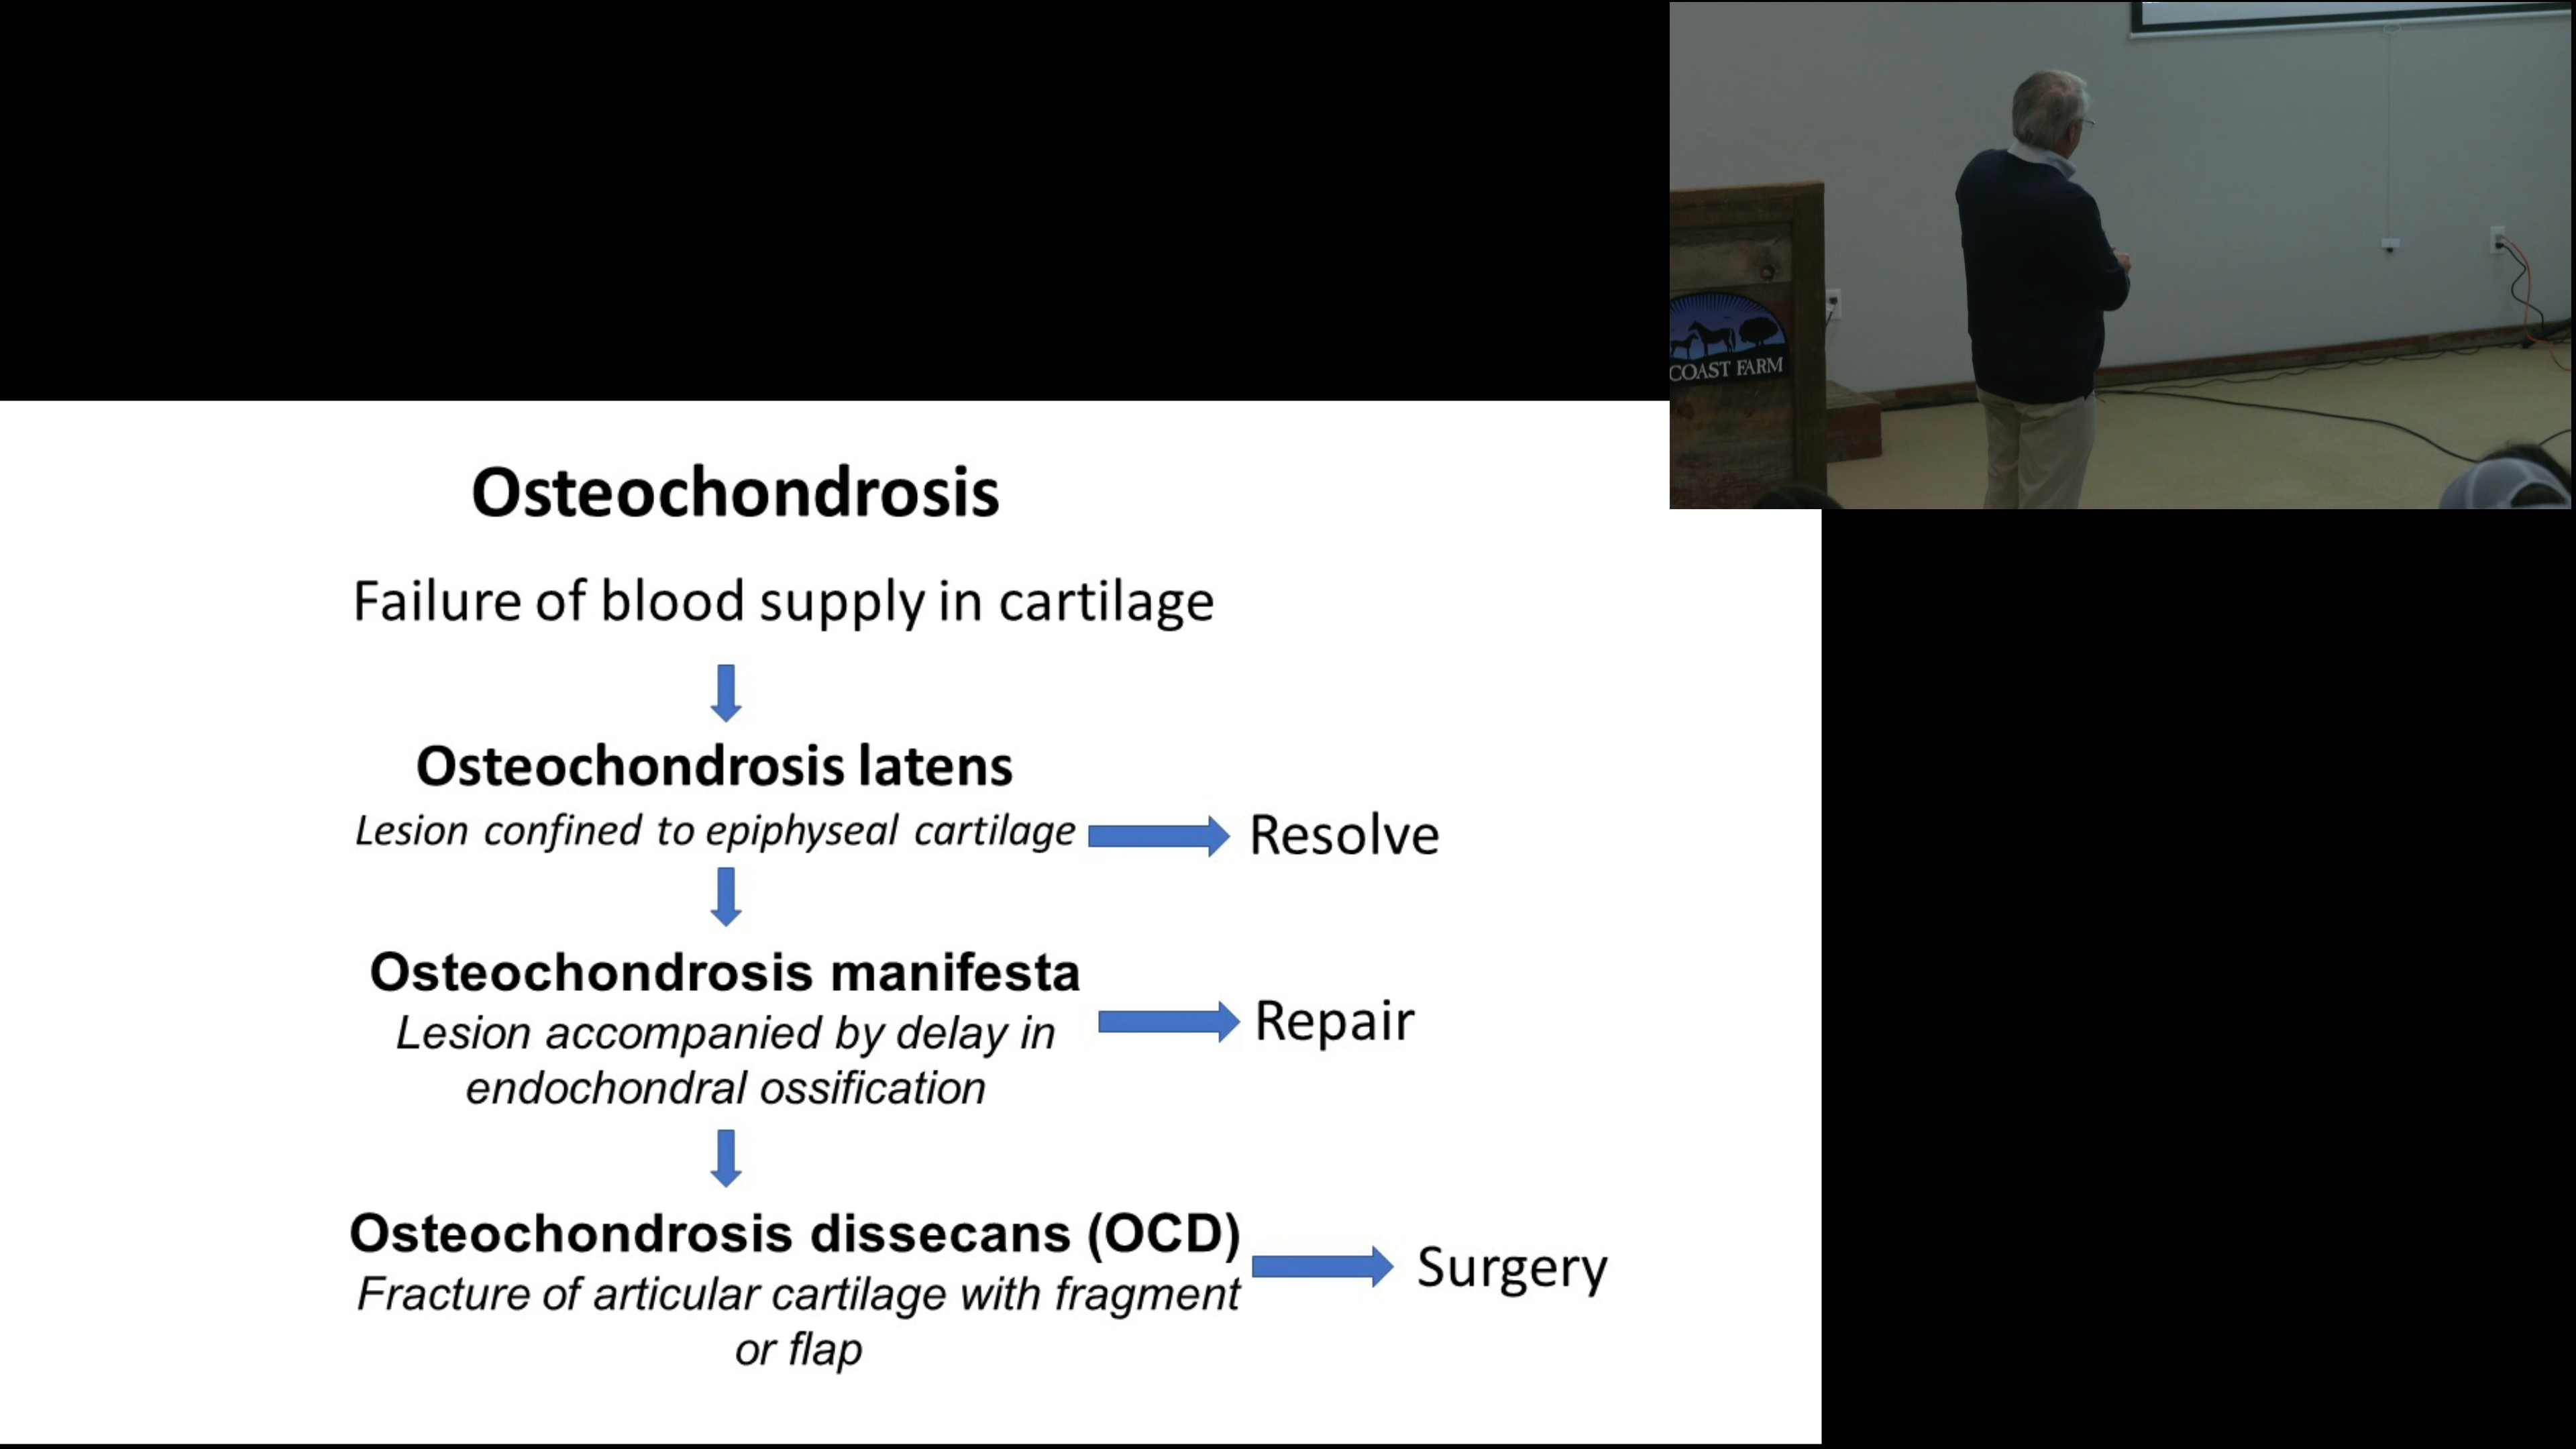 Osteochondrosis
Failure of blood supply in cartilage
Osteochondrosis latens
Lesion confined to epiphyseal cartilage
Resolve
Osteochondrosis manifesta
Lesion accompanied by delay in
endochondral ossification
Repair
Osteochondrosis dissecans (OCD)
Fracture of articular cartilage with fragment
or flap
Surgery
COAST FARM